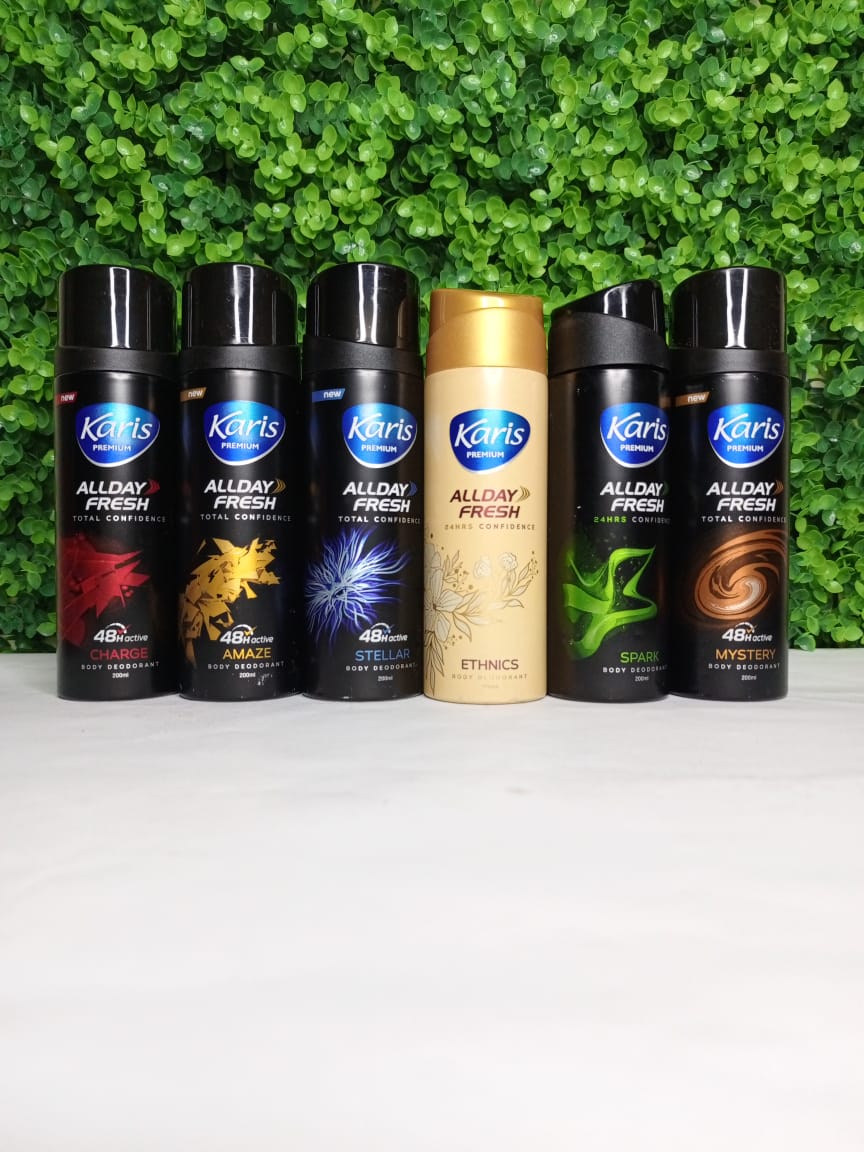 new
Karis
PREMIUM
ALLDAY
FRESH
TOTAL CONFIDENCE
48H active
CHARGE
BODY DEODORANT
200ml
new
Karis
PREMIUM
ALLDAY
FRESH
TOTAL CONFIDENCE
48H active
AMAZE
BODY DEODORANT
200ml
new
Karis
PREMIUM
ALLDAY
FRESH
TOTAL CONFIDENCE
48H active
STELLAR
BODY DEODORANT
200ml
Karis
PREMIUM
ALLDAY
FRESH
24HRS CONFIDENCE
ETHNICS
BODY DEODORANT
Karis
PREMIUM
ALLDAY
FRESH
24HRS CONFIDENCE
SPARK
BODY DEODORANT
200ml
new
Karis
PREMIUM
ALLDAY
FRESH
TOTAL CONFIDENCE
48H active
MYSTERY
BODY DEODORANT
200ml